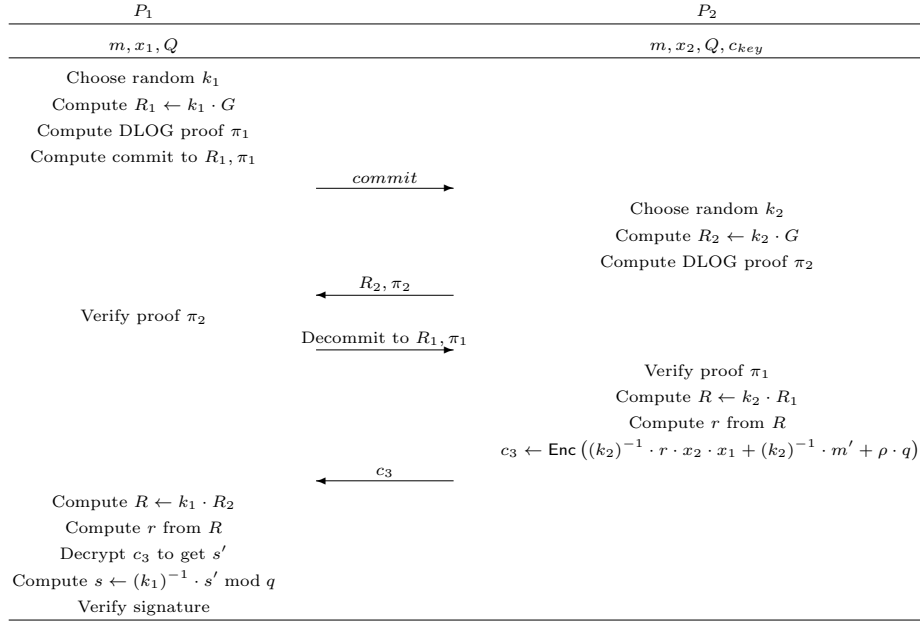 P₁ P₂
m, x₁, Q m, x₂, Q, c_{key}
Choose random k₁
Compute R₁ ← k₁ · G
Compute DLOG proof π₁
Compute commit to R₁, π₁
commit
Choose random k₂
Compute R₂ ← k₂ · G
Compute DLOG proof π₂
R₂, π₂
Verify proof π₂
Decommit to R₁, π₁
Verify proof π₁
Compute R ← k₂ · R₁
Compute r from R
c₃ ← Enc ((k₂)⁻¹ · r · x₂ · x₁ + (k₂)⁻¹ · m′ + ρ · q)
c₃
Compute R ← k₁ · R₂
Compute r from R
Decrypt c₃ to get s′
Compute s ← (k₁)⁻¹ · s′ mod q
Verify signature